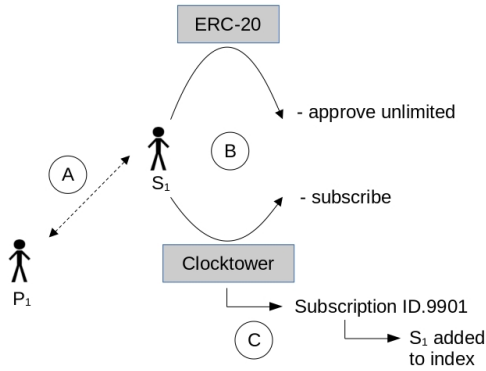 ERC-20
- approve unlimited
B
A
S₁
- subscribe
P₁
Clocktower
Subscription ID.9901
C
S₁ added
to index